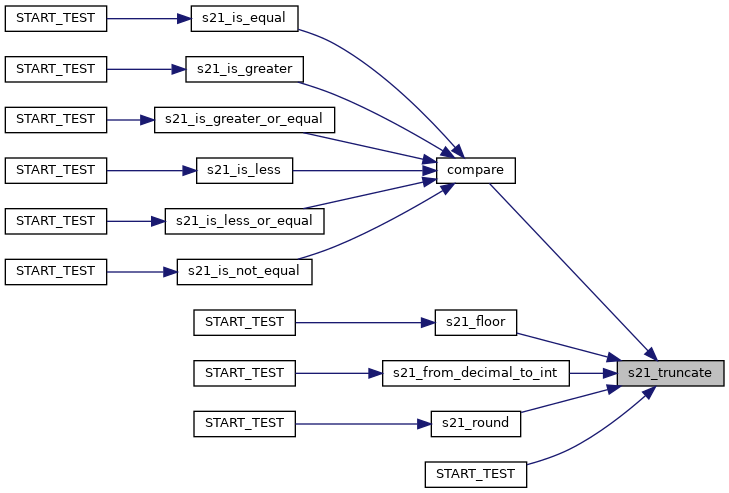 START_TEST s21_is_equal
START_TEST s21_is_greater
START_TEST s21_is_greater_or_equal
START_TEST s21_is_less compare
START_TEST s21_is_less_or_equal
START_TEST s21_is_not_equal
START_TEST s21_floor
START_TEST s21_from_decimal_to_int s21_truncate
START_TEST s21_round
START_TEST